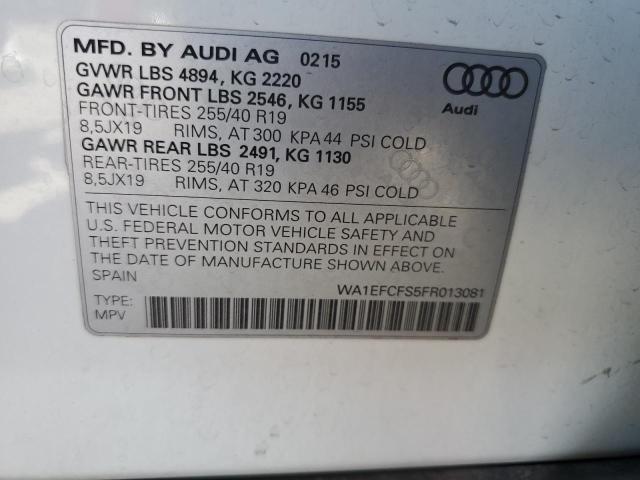 MFD. BY AUDI AG 0215
GVWR LBS 4894, KG 2220
GAWR FRONT LBS 2546, KG 1155
FRONT-TIRES 255/40 R19
8,5JX19 RIMS, AT 300 KPA 44 PSI COLD
GAWR REAR LBS 2491, KG 1130
REAR-TIRES 255/40 R19
8,5JX19 RIMS, AT 320 KPA 46 PSI COLD
Audi
THIS VEHICLE CONFORMS TO ALL APPLICABLE
U.S. FEDERAL MOTOR VEHICLE SAFETY AND
THEFT PREVENTION STANDARDS IN EFFECT ON
THE DATE OF MANUFACTURE SHOWN ABOVE.
SPAIN
WA1EFCFS5FR013081
TYPE:
MPV